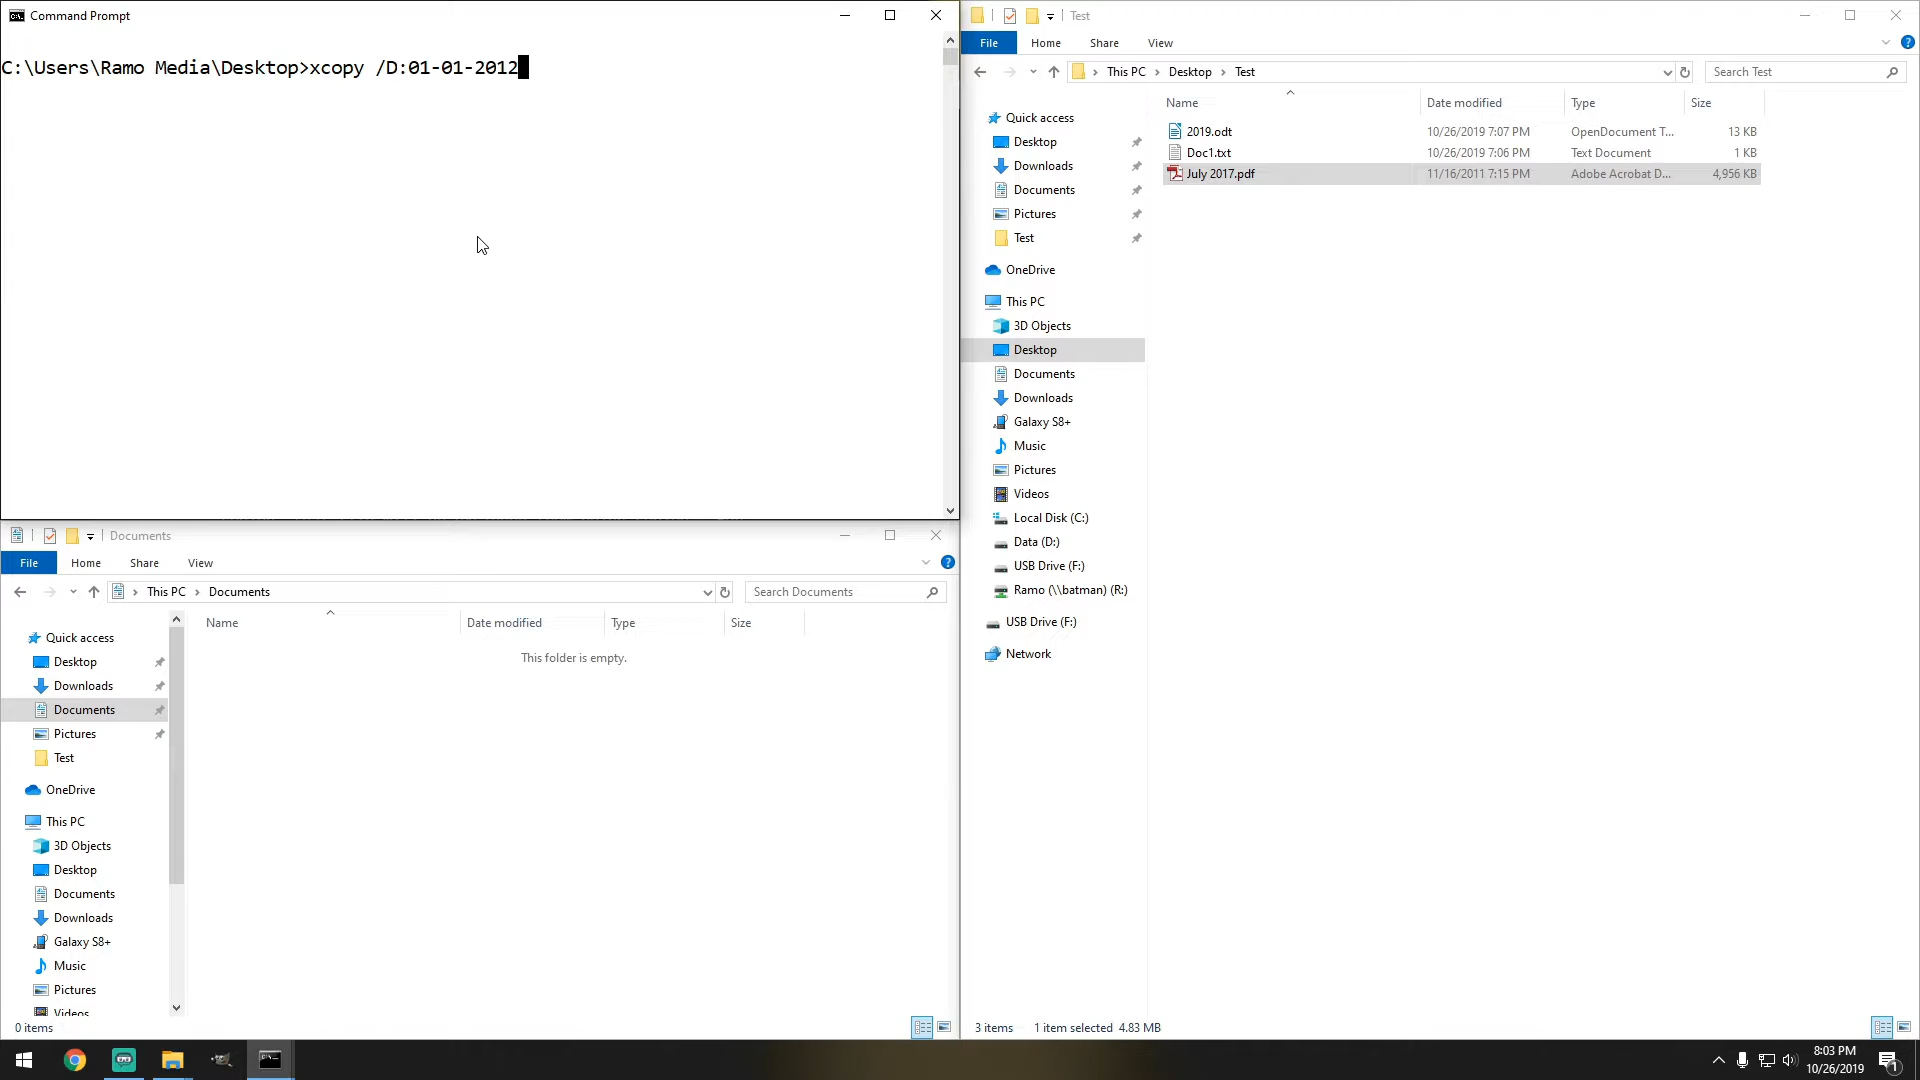 Command Prompt
C:\Users\Ramo Media\Desktop>xcopy /D:01-01-2012
Test
File Home Share View
This PC Desktop Test Search Test
Name Date modified Type Size
2019.odt 10/26/2019 7:07 PM OpenDocument T... 13 KB
Doc1.txt 10/26/2019 7:06 PM Text Document 1 KB
July 2017.pdf 11/16/2011 7:15 PM Adobe Acrobat D... 4,956 KB
Quick access
Desktop
Downloads
Documents
Pictures
Test
OneDrive
This PC
3D Objects
Desktop
Documents
Downloads
Galaxy S8+
Music
Pictures
Videos
Local Disk (C:)
Data (D:)
USB Drive (F:)
Ramo (\\batman) (R:)
USB Drive (F:)
Network
3 items 1 item selected 4.83 MB
Documents
File Home Share View
This PC Documents Search Documents
Name Date modified Type Size
This folder is empty.
Quick access
Desktop
Downloads
Documents
Pictures
Test
OneDrive
This PC
3D Objects
Desktop
Documents
Downloads
Galaxy S8+
Music
Pictures
Videos
0 items
8:03 PM
10/26/2019
1